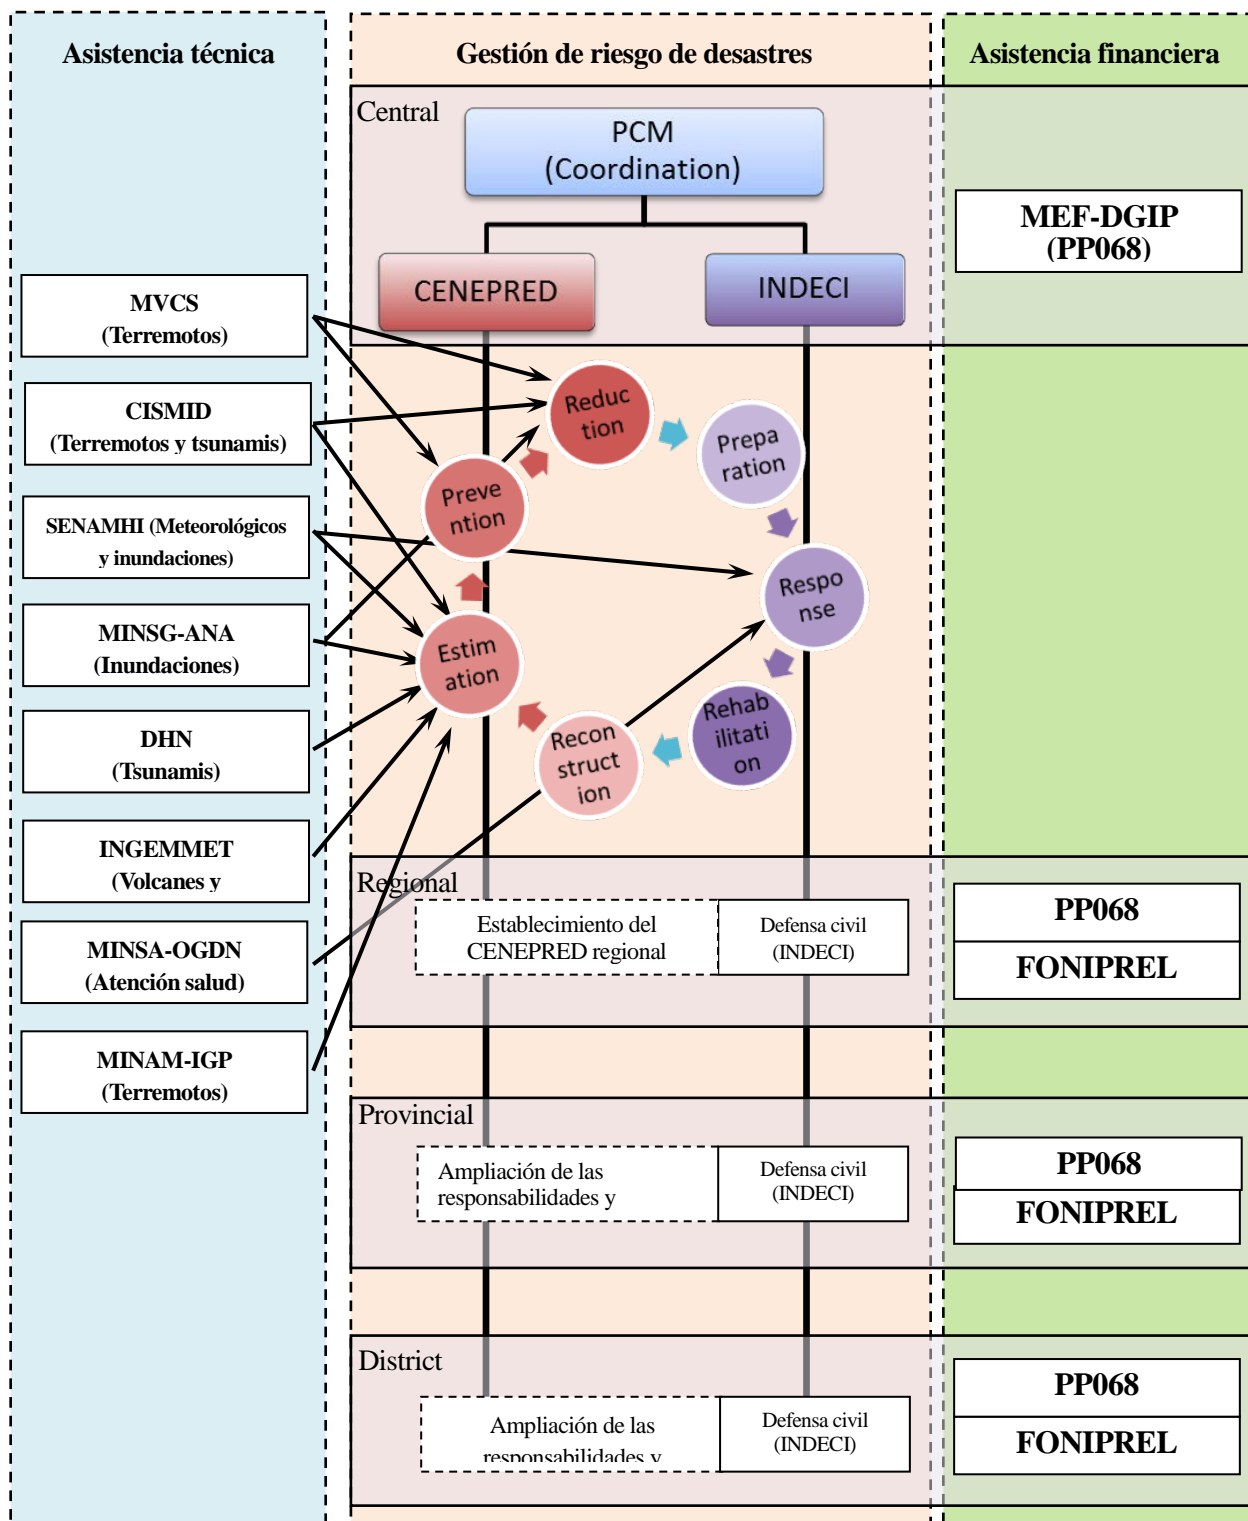 Asistencia técnica
Gestión de riesgo de desastres
Asistencia financiera
Central
PCM
(Coordination)
CENEPRED
INDECI
MEF-DGIP
(PP068)
MVCS
(Terremotos)
CISMID
(Terremotos y tsunamis)
SENAMHI (Meteorológicos
y inundaciones)
MINSG-ANA
(Inundaciones)
DHN
(Tsunamis)
INGEMMET
(Volcanes y
MINSA-OGDN
(Atención salud)
MINAM-IGP
(Terremotos)
Reduc
tion
Prepa
ration
Preve
ntion
Respo
nse
Estim
ation
Rehab
ilitati
on
Recon
struct
ion
Regional
Establecimiento del
CENEPRED regional
Defensa civil
(INDECI)
PP068
FONIPREL
Provincial
Ampliación de las
responsabilidades y
Defensa civil
(INDECI)
PP068
FONIPREL
District
Ampliación de las
responsabilidades y
Defensa civil
(INDECI)
PP068
FONIPREL